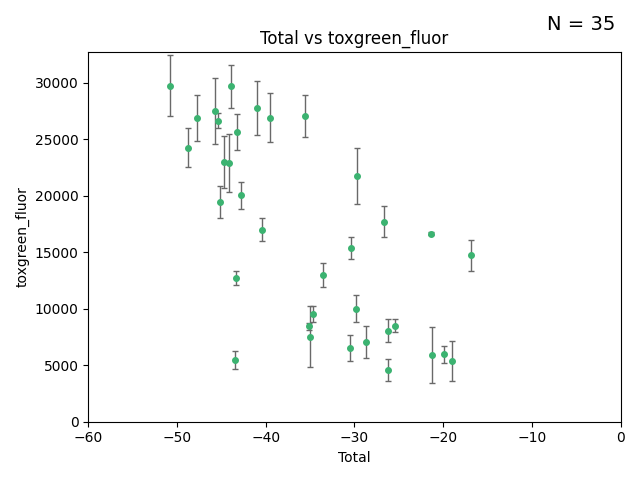 N = 35
Total vs toxgreen_fluor
30000
25000
20000
15000
10000
5000
0
toxgreen_fluor
−60 −50 −40 −30 −20 −10 0
Total